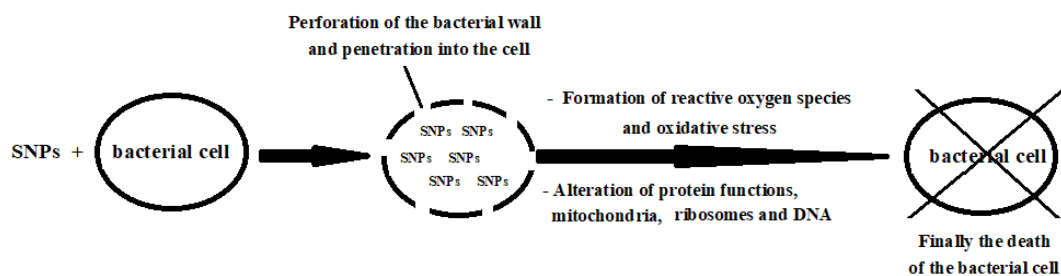 Perforation of the bacterial wall
and penetration into the cell
SNPs + bacterial cell
SNPs SNPs
SNPs SNPs
SNPs SNPs
- Formation of reactive oxygen species
and oxidative stress
- Alteration of protein functions,
mitochondria, ribosomes and DNA
bacterial cell
Finally the death
of the bacterial cell